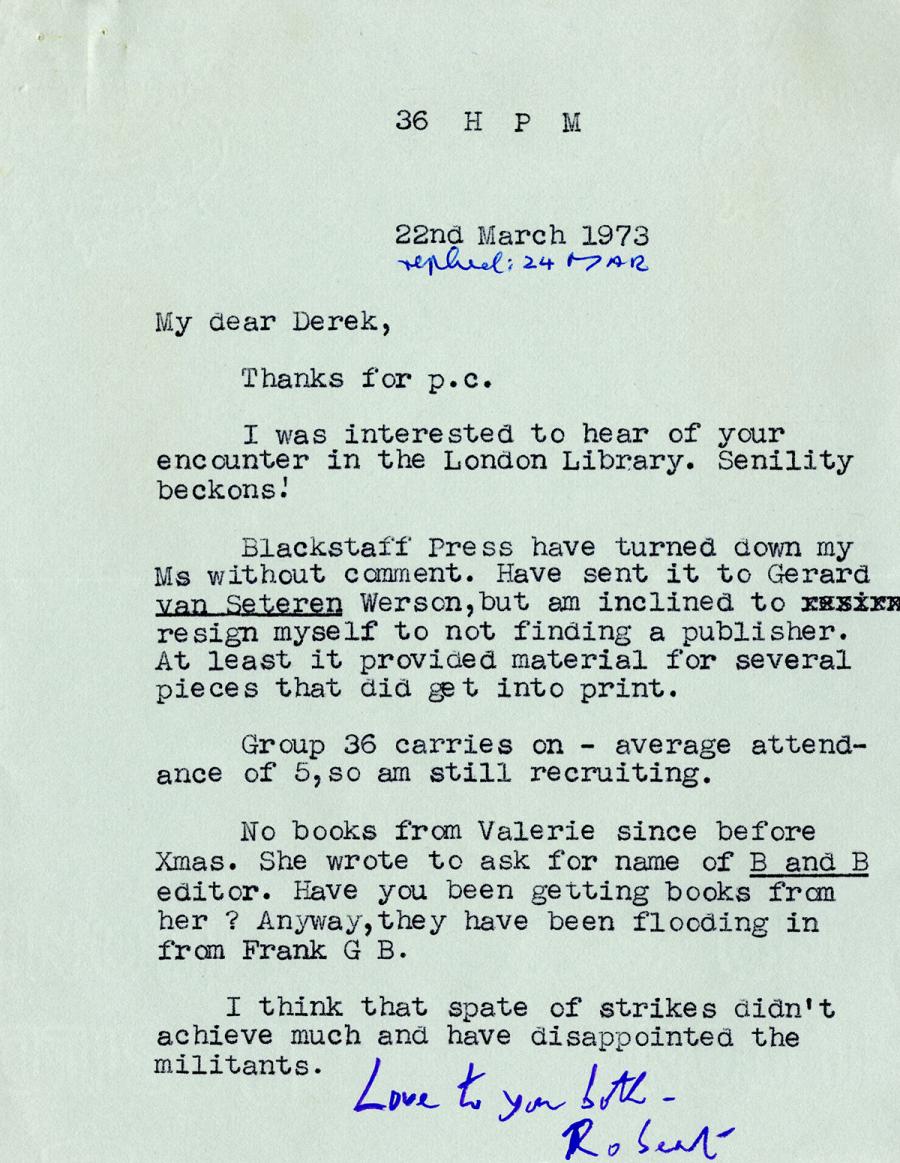 36 H P M
22nd March 1973
replied: 24 MAR
My dear Derek,
Thanks for p.c.
I was interested to hear of your
encounter in the London Library. Senility
beckons!
Blackstaff Press have turned down my
Ms without comment. Have sent it to Gerard
van Seteren Werson,but am inclined to
resign myself to not finding a publisher.
At least it provided material for several
pieces that did get into print.
Group 36 carries on - average attend-
ance of 5,so am still recruiting.
No books from Valerie since before
Xmas. She wrote to ask for name of B and B
editor. Have you been getting books from
her ? Anyway,they have been flooding in
from Frank G B.
I think that spate of strikes didn't
achieve much and have disappointed the
militants.
Love to you both -
Robert